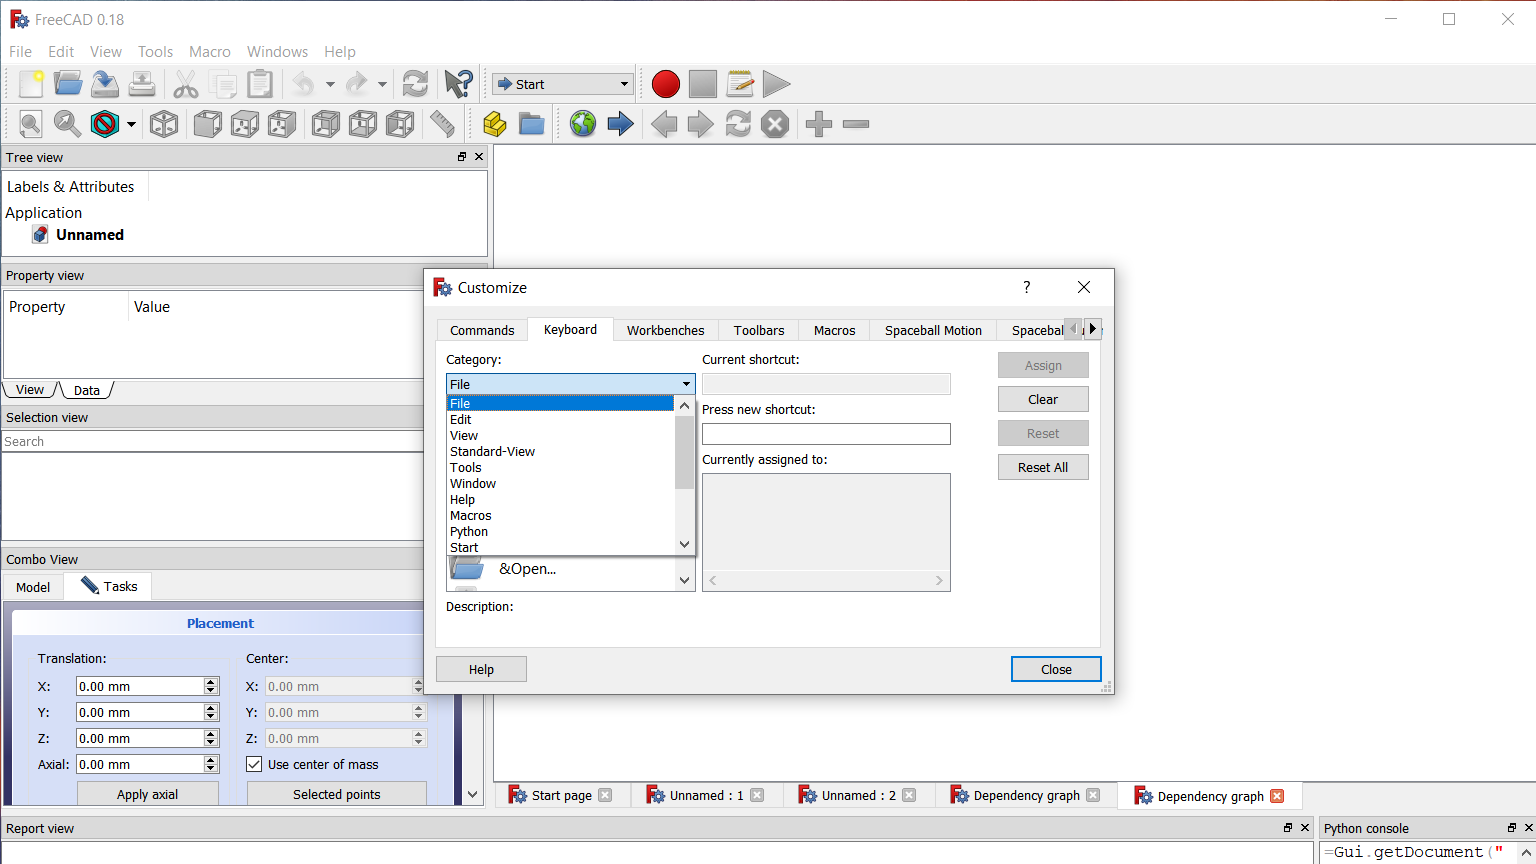 FreeCAD 0.18
File Edit View Tools Macro Windows Help
Start
Tree view
Labels & Attributes
Application
Unnamed
Property view
Property Value
View Data
Selection view
Search
Combo View
Model Tasks
Placement
Translation: Center:
X: 0.00 mm X: 0.00 mm
Y: 0.00 mm Y: 0.00 mm
Z: 0.00 mm Z: 0.00 mm
Axial: 0.00 mm Use center of mass
Apply axial Selected points
Customize ?
Commands Keyboard Workbenches Toolbars Macros Spaceball Motion Spacebal
Category:
File
File
Edit
View
Standard-View
Tools
Window
Help
Macros
Python
Start
&Open...
Description:
Current shortcut:
Press new shortcut:
Currently assigned to:
Assign
Clear
Reset
Reset All
Help Close
Start page Unnamed : 1 Unnamed : 2 Dependency graph Dependency graph
Report view
Python console
=Gui.getDocument("